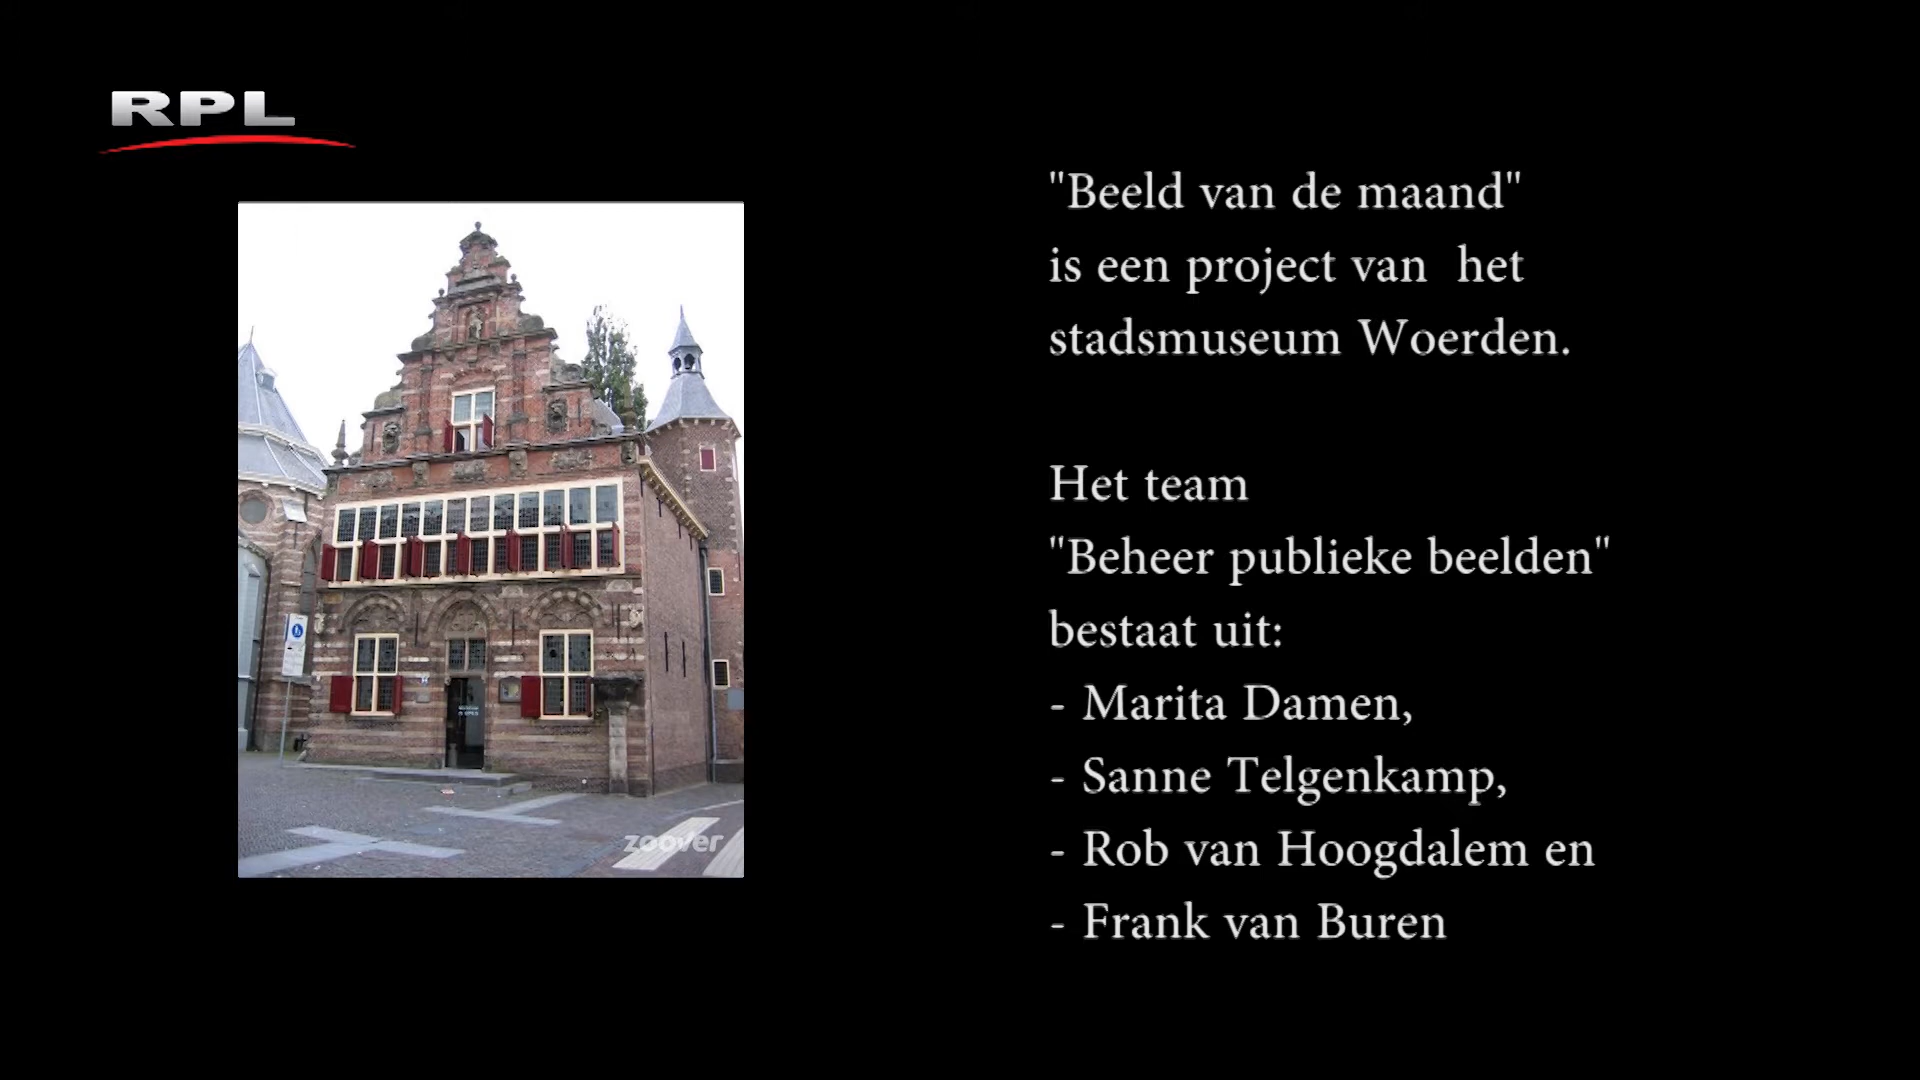 RPL
"Beeld van de maand"
is een project van  het
stadsmuseum Woerden.
Het team
"Beheer publieke beelden"
bestaat uit:
- Marita Damen,
- Sanne Telgenkamp,
- Rob van Hoogdalem en
- Frank van Buren
zoover